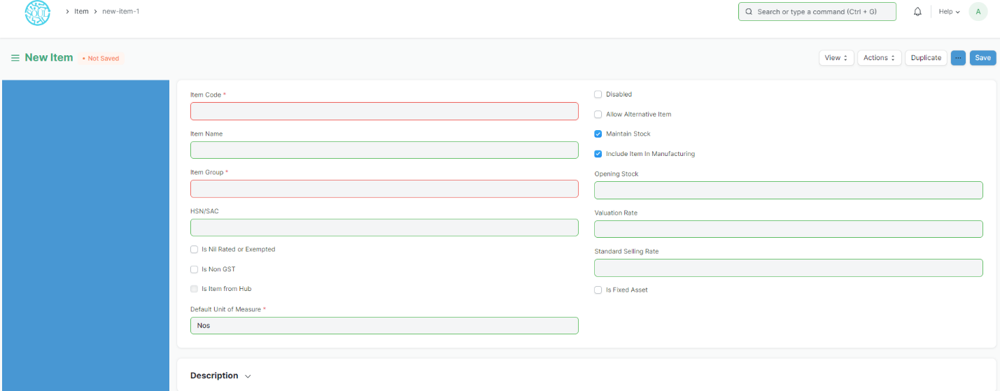 SOUL
Item
new-item-1
Search or type a command (Ctrl + G)
Help
A
New Item
• Not Saved
View
Actions
Duplicate
...
Save
Item Code *
Item Name
Item Group *
HSN/SAC
Is Nil Rated or Exempted
Is Non GST
Is Item from Hub
Default Unit of Measure *
Nos
Disabled
Allow Alternative Item
Maintain Stock
Include Item In Manufacturing
Opening Stock
Valuation Rate
Standard Selling Rate
Is Fixed Asset
Description